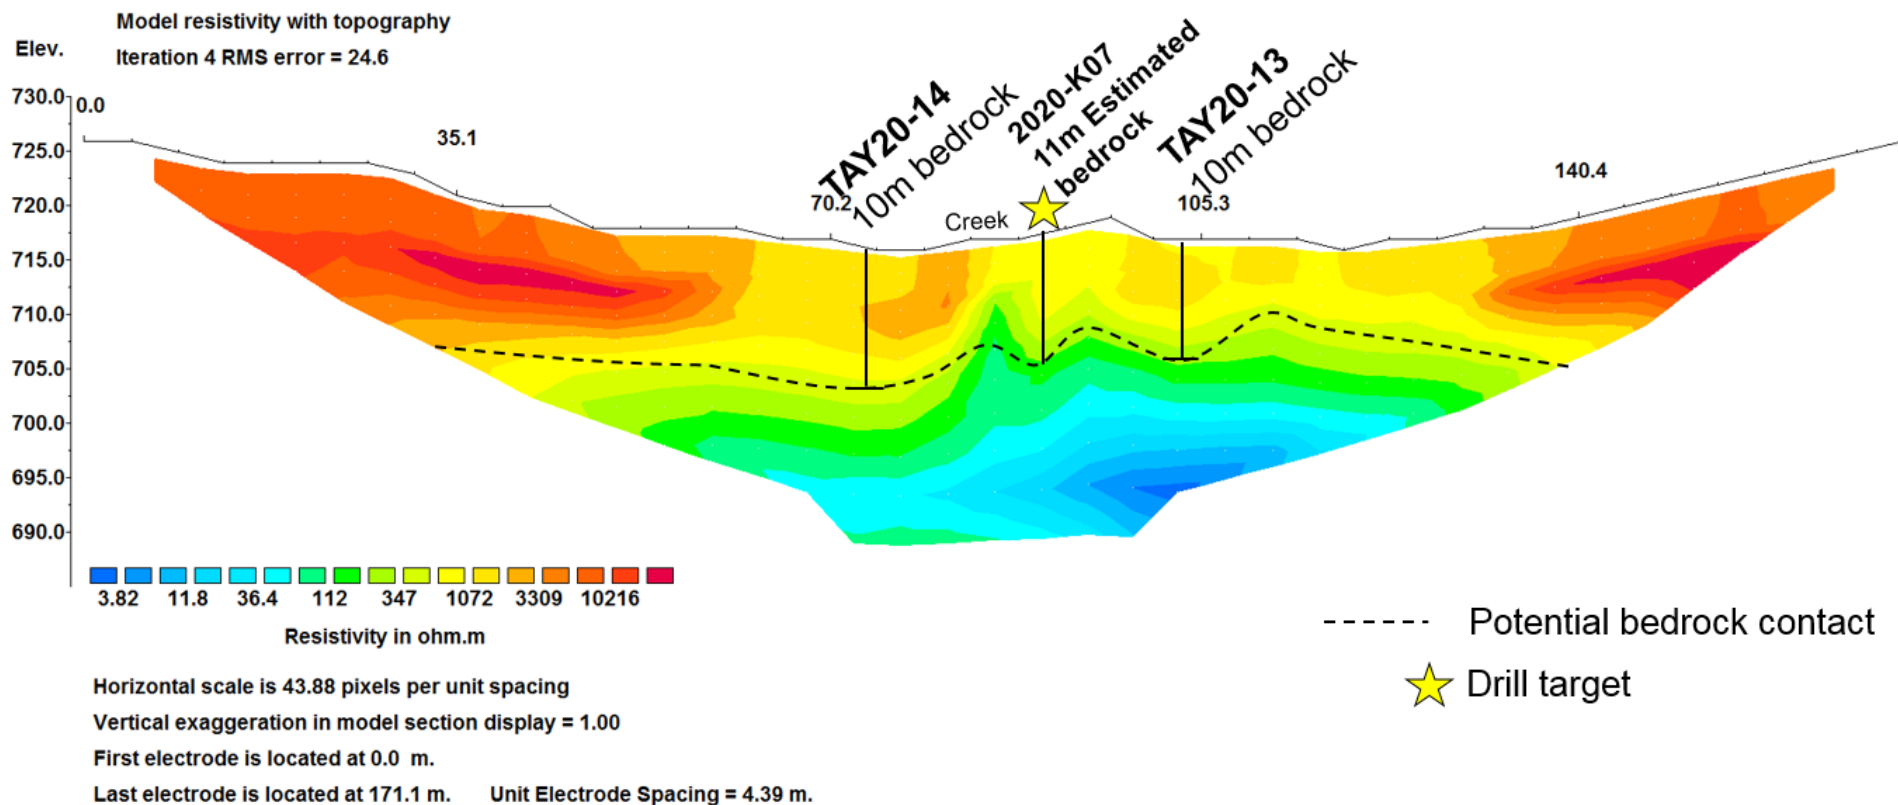 Model resistivity with topography
Elev.
Iteration 4 RMS error = 24.6
730.0
0.0
725.0
35.1
720.0
70.2
105.3
140.4
715.0
710.0
705.0
700.0
695.0
690.0
TAY20-14
10m bedrock
2020-K07
11m Estimated
bedrock
TAY20-13
10m bedrock
Creek
3.82 11.8 36.4 112 347 1072 3309 10216
Resistivity in ohm.m
Potential bedrock contact
Drill target
Horizontal scale is 43.88 pixels per unit spacing
Vertical exaggeration in model section display = 1.00
First electrode is located at 0.0 m.
Last electrode is located at 171.1 m. Unit Electrode Spacing = 4.39 m.